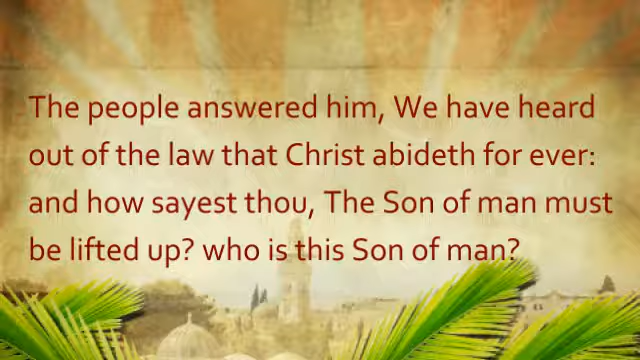 The people answered him, We have heard
out of the law that Christ abideth for ever:
and how sayest thou, The Son of man must
be lifted up? who is this Son of man?